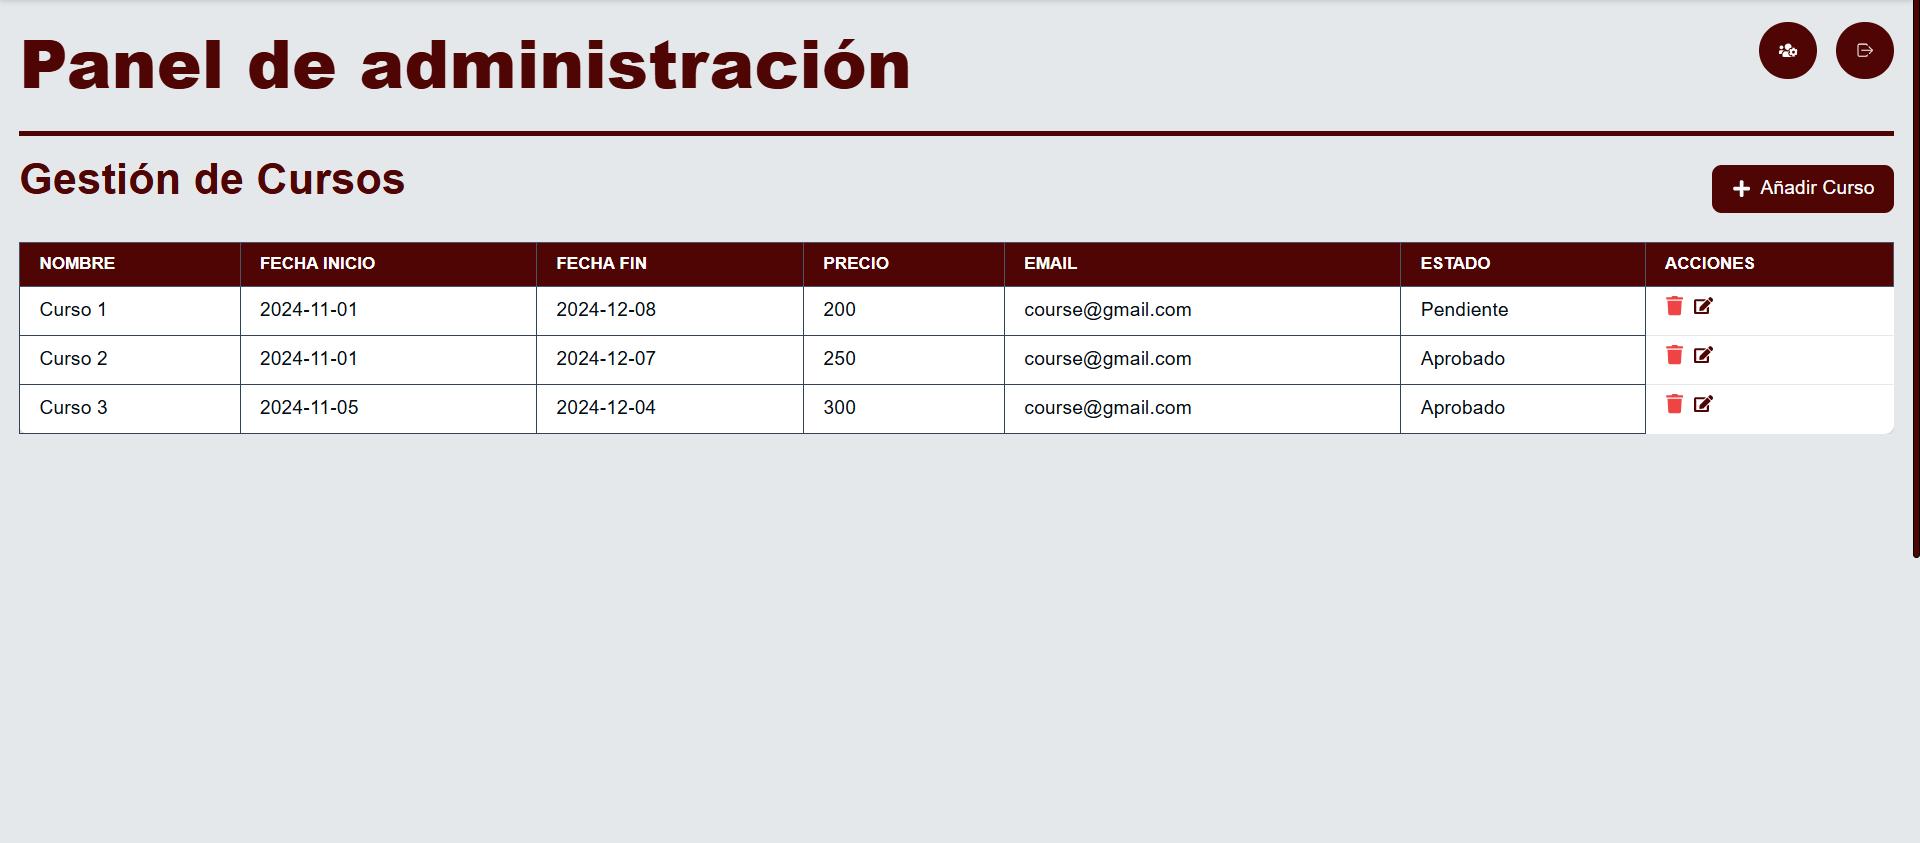 Panel de administración
Gestión de Cursos
Añadir Curso
NOMBRE FECHA INICIO FECHA FIN PRECIO EMAIL ESTADO ACCIONES
Curso 1 2024-11-01 2024-12-08 200 course@gmail.com Pendiente
Curso 2 2024-11-01 2024-12-07 250 course@gmail.com Aprobado
Curso 3 2024-11-05 2024-12-04 300 course@gmail.com Aprobado